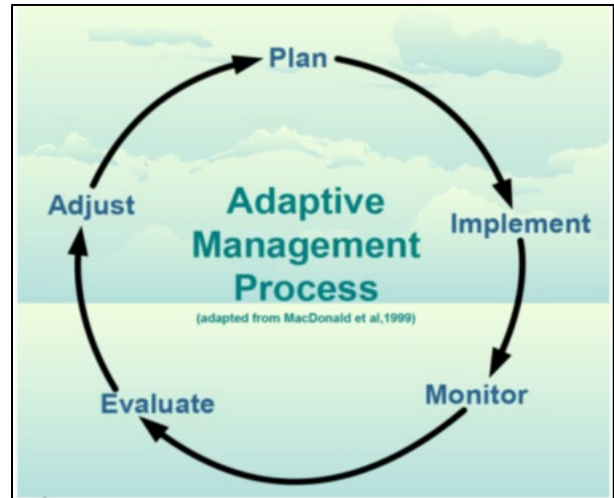 Plan
Adjust
Implement
Adaptive
Management
Process
(adapted from MacDonald et al,1999)
Monitor
Evaluate